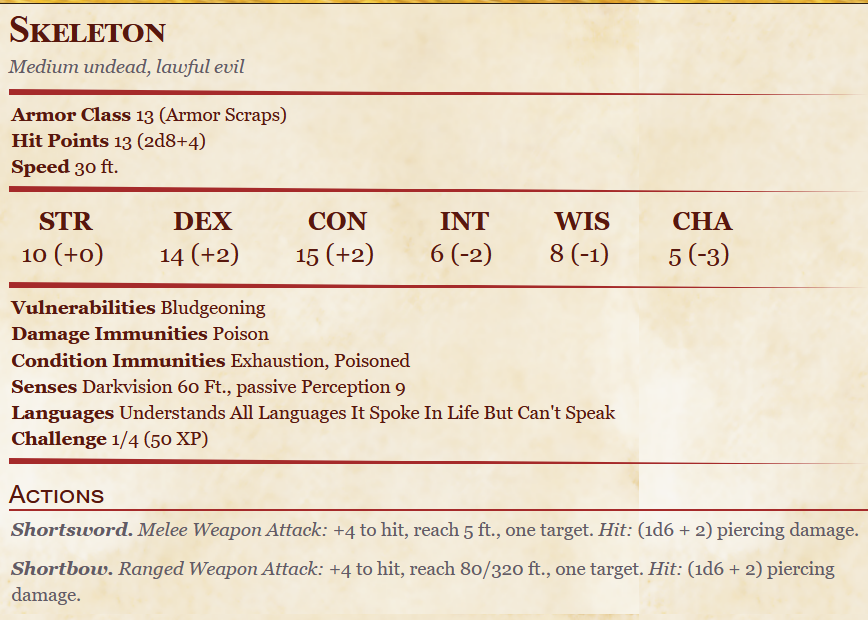 Skeleton
Medium undead, lawful evil
Armor Class 13 (Armor Scraps)
Hit Points 13 (2d8+4)
Speed 30 ft.
STR DEX CON INT WIS CHA
10 (+0) 14 (+2) 15 (+2) 6 (-2) 8 (-1) 5 (-3)
Vulnerabilities Bludgeoning
Damage Immunities Poison
Condition Immunities Exhaustion, Poisoned
Senses Darkvision 60 Ft., passive Perception 9
Languages Understands All Languages It Spoke In Life But Can't Speak
Challenge 1/4 (50 XP)
Actions
Shortsword. Melee Weapon Attack: +4 to hit, reach 5 ft., one target. Hit: (1d6 + 2) piercing damage.
Shortbow. Ranged Weapon Attack: +4 to hit, reach 80/320 ft., one target. Hit: (1d6 + 2) piercing
damage.